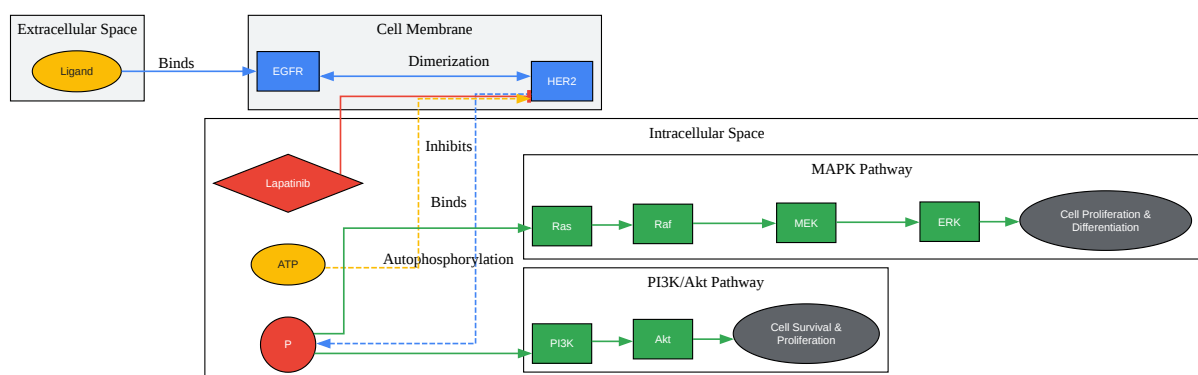 Extracellular Space
Cell Membrane
Ligand
Binds
EGFR
Dimerization
HER2
Intracellular Space
Inhibits
Lapatinib
MAPK Pathway
Binds
Ras
Raf
MEK
ERK
Cell Proliferation &
Differentiation
ATP
Autophosphorylation
PI3K/Akt Pathway
P
PI3K
Akt
Cell Survival &
Proliferation